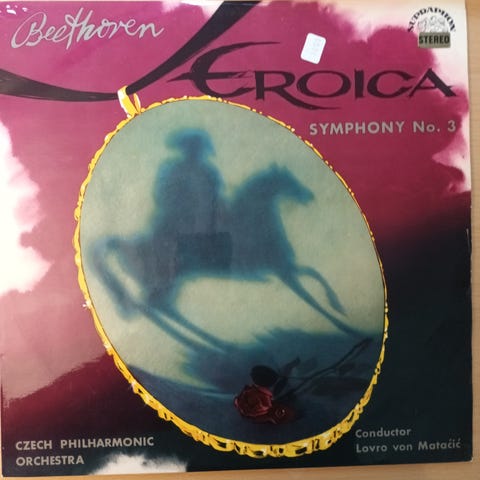 Beethoven
SUPRAPHON
STEREO
EROICA
SYMPHONY No. 3
CZECH PHILHARMONIC
ORCHESTRA
Conductor
Lovro von Matačić